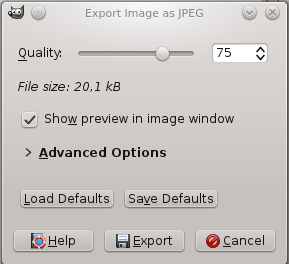 Export Image as JPEG
Quality: 75
File size: 20,1 kB
Show preview in image window
> Advanced Options
Load Defaults Save Defaults
Help Export Cancel